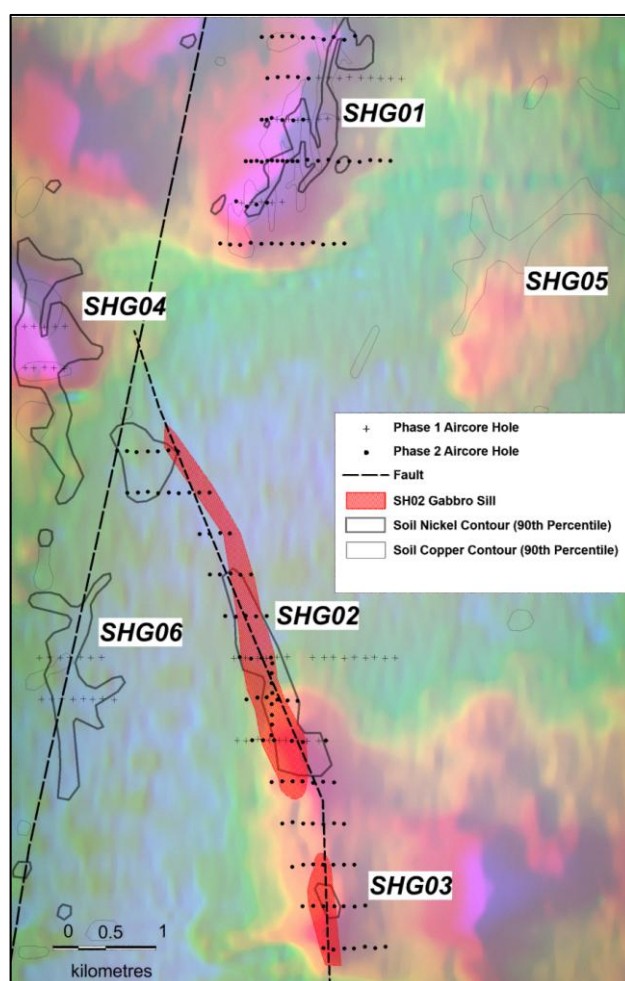 SHG01
SHG05
SHG04
Phase 1 Aircore Hole
Phase 2 Aircore Hole
Fault
SH02 Gabbro Sill
Soil Nickel Contour (90th Percentile)
Soil Copper Contour (90th Percentile)
SHG02
SHG06
SHG03
0 0.5 1
kilometres